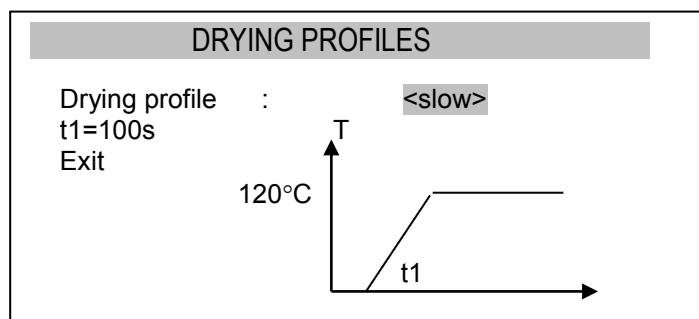 DRYING PROFILES
Drying profile : <slow>
t1=100s
T
Exit
120°C
t1